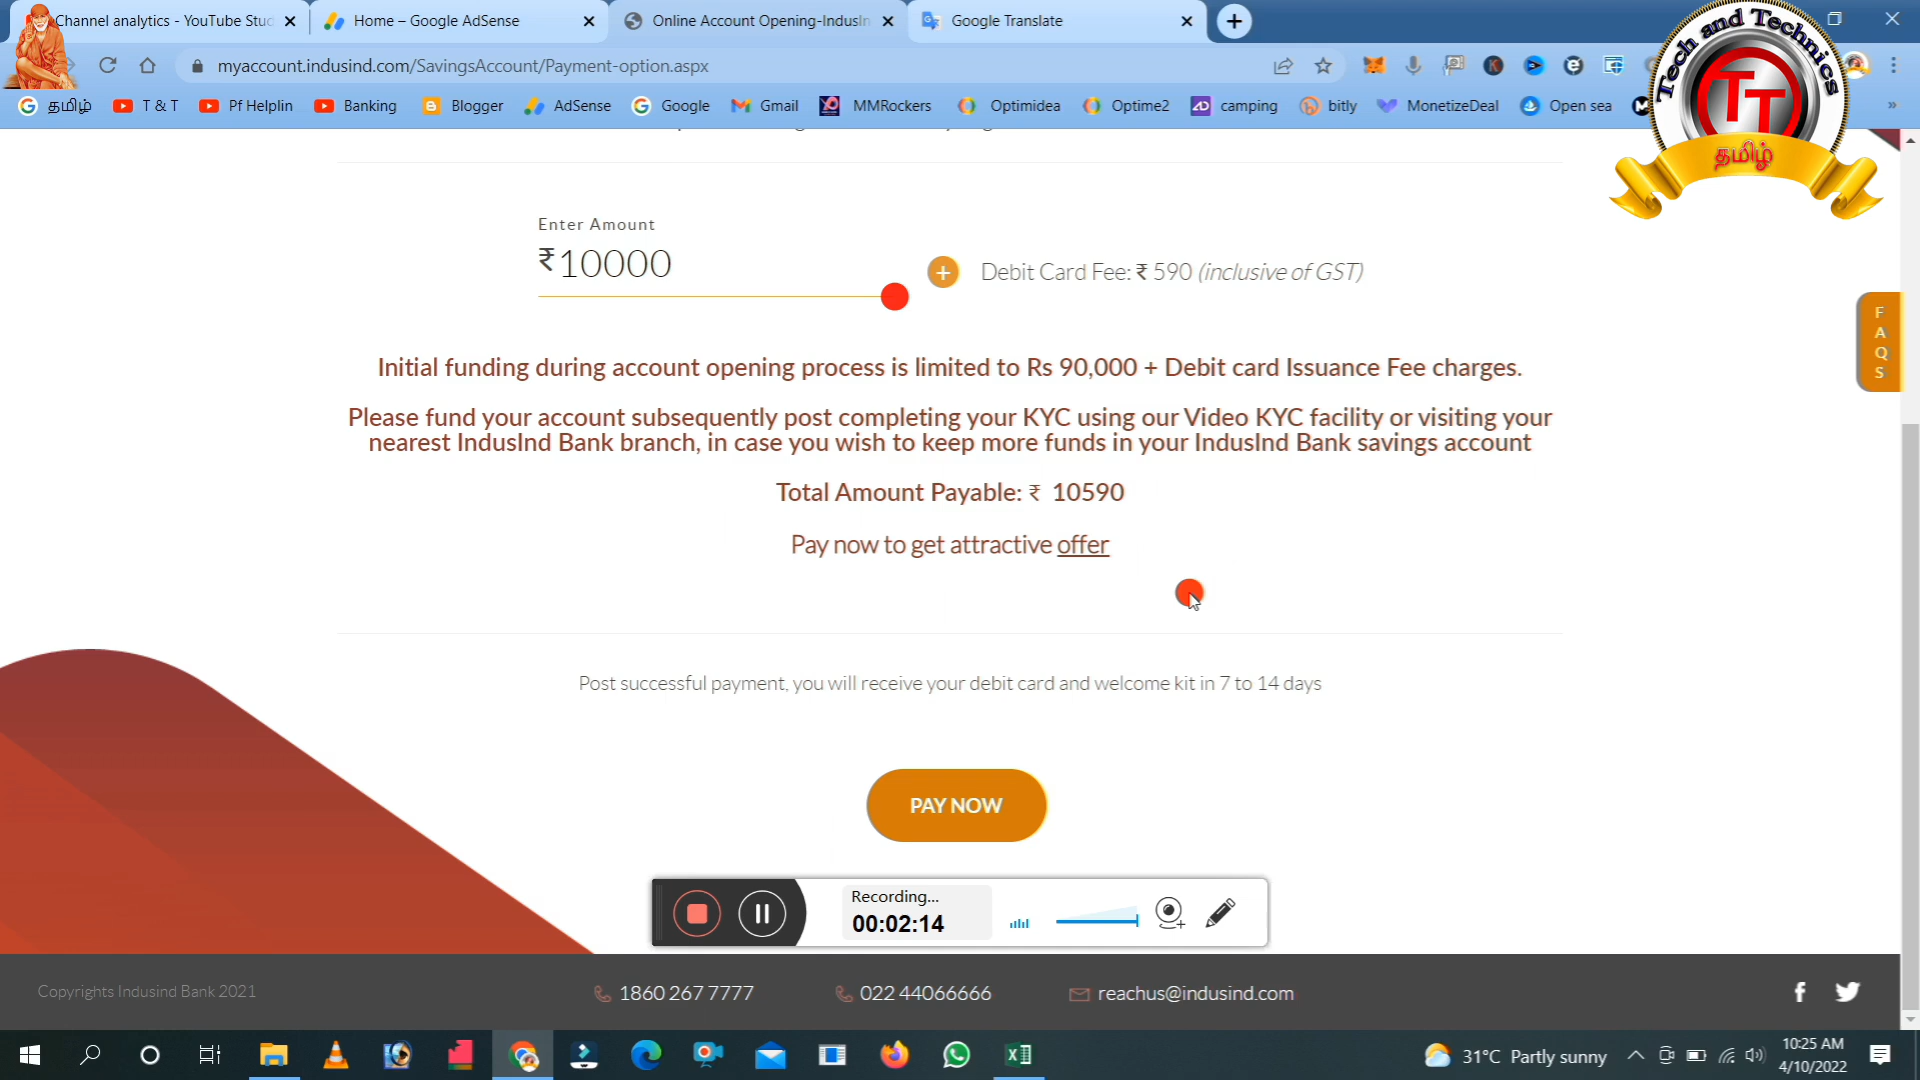 Channel analytics - YouTube Stud
Home – Google AdSense
Online Account Opening-IndusIn
Google Translate
myaccount.indusind.com/SavingsAccount/Payment-option.aspx
தமிழ்
T & T
Pf Helplin
Banking
Blogger
AdSense
Google
Gmail
MMRockers
Optimidea
Optime2
camping
bitly
MonetizeDeal
Open sea
»
Tech and Technics
TT
தமிழ்
Enter Amount
₹10000
+ Debit Card Fee: ₹ 590 (inclusive of GST)
FAQS
Initial funding during account opening process is limited to Rs 90,000 + Debit card Issuance Fee charges.
Please fund your account subsequently post completing your KYC using our Video KYC facility or visiting your
nearest IndusInd Bank branch, in case you wish to keep more funds in your IndusInd Bank savings account
Total Amount Payable: ₹ 10590
Pay now to get attractive offer
Post successful payment, you will receive your debit card and welcome kit in 7 to 14 days
PAY NOW
Recording...
00:02:14
Copyrights Indusind Bank 2021
1860 267 7777
022 44066666
reachus@indusind.com
31°C Partly sunny
10:25 AM
4/10/2022